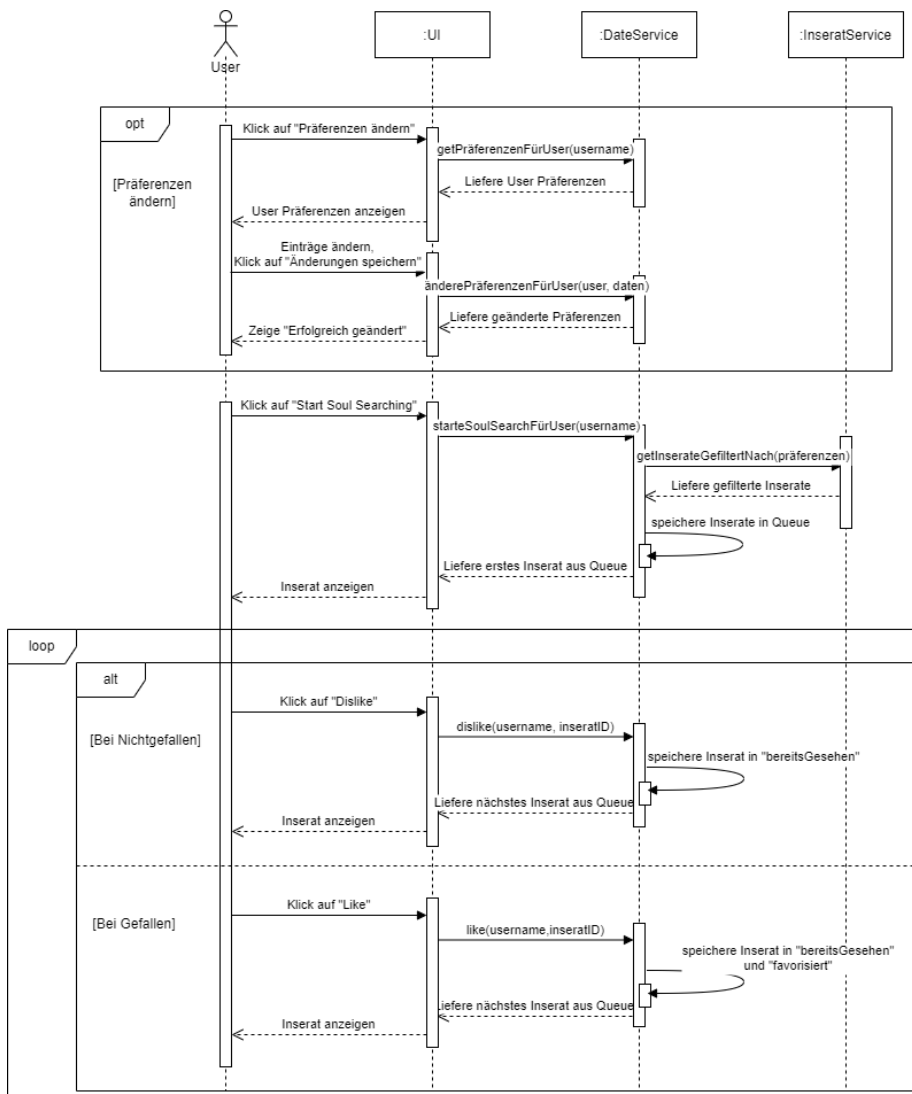 :UI
:DateService
:InseratService
User
opt
Klick auf "Präferenzen ändern"
getPräferenzenFürUser(username)
[Präferenzen
ändern]
Liefere User Präferenzen
User Präferenzen anzeigen
Einträge ändern,
Klick auf "Änderungen speichern"
änderePräferenzenFürUser(user, daten)
Liefere geänderte Präferenzen
Zeige "Erfolgreich geändert"
Klick auf "Start Soul Searching"
starteSoulSearchFürUser(username)
getInserateGefiltertNach(präferenzen)
Liefere gefilterte Inserate
speichere Inserate in Queue
Liefere erstes Inserat aus Queue
Inserat anzeigen
loop
alt
Klick auf "Dislike"
[Bei Nichtgefallen]
dislike(username, inseratID)
speichere Inserat in "bereitsGesehen"
Liefere nächstes Inserat aus Queue
Inserat anzeigen
Klick auf "Like"
[Bei Gefallen]
like(username,inseratID)
speichere Inserat in "bereitsGesehen"
und "favorisiert"
Liefere nächstes Inserat aus Queue
Inserat anzeigen